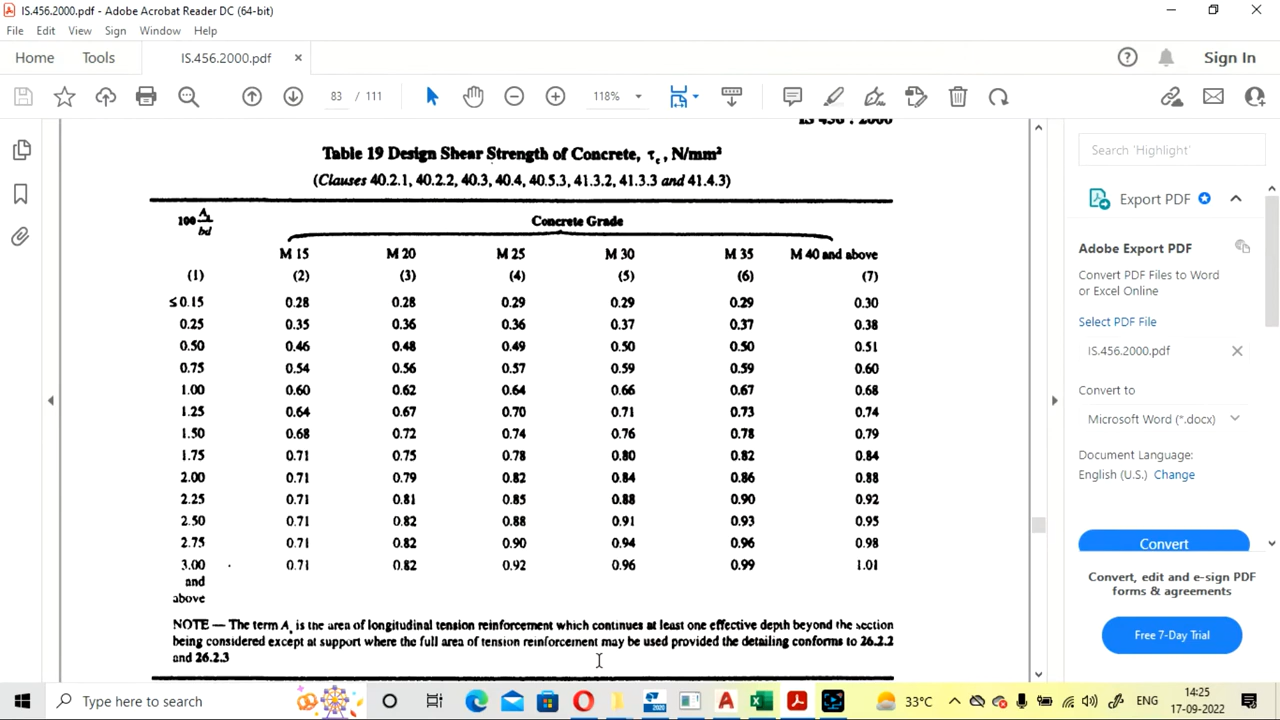 IS.456.2000.pdf - Adobe Acrobat Reader DC (64-bit)
File Edit View Sign Window Help
Home Tools IS.456.2000.pdf ×
Sign In
83 / 111
118%
IS 456 : 2000
Table 19 Design Shear Strength of Concrete, τc , N/mm²
(Clauses 40.2.1, 40.2.2, 40.3, 40.4, 40.5.3, 41.3.2, 41.3.3 and 41.4.3)
100 As/bd Concrete Grade
M 15 M 20 M 25 M 30 M 35 M 40 and above
(1) (2) (3) (4) (5) (6) (7)
≤ 0.15 0.28 0.28 0.29 0.29 0.29 0.30
0.25 0.35 0.36 0.36 0.37 0.37 0.38
0.50 0.46 0.48 0.49 0.50 0.50 0.51
0.75 0.54 0.56 0.57 0.59 0.59 0.60
1.00 0.60 0.62 0.64 0.66 0.67 0.68
1.25 0.64 0.67 0.70 0.71 0.73 0.74
1.50 0.68 0.72 0.74 0.76 0.78 0.79
1.75 0.71 0.75 0.78 0.80 0.82 0.84
2.00 0.71 0.79 0.82 0.84 0.86 0.88
2.25 0.71 0.81 0.85 0.88 0.90 0.92
2.50 0.71 0.82 0.88 0.91 0.93 0.95
2.75 0.71 0.82 0.90 0.94 0.96 0.98
3.00 0.71 0.82 0.92 0.96 0.99 1.01
and
above
NOTE — The term As is the area of longitudinal tension reinforcement which continues at least one effective depth beyond the section
being considered except at support where the full area of tension reinforcement may be used provided the detailing conforms to 26.2.2
and 26.2.3
Search 'Highlight'
Export PDF
Adobe Export PDF
Convert PDF Files to Word
or Excel Online
Select PDF File
IS.456.2000.pdf
Convert to
Microsoft Word (*.docx)
Document Language:
English (U.S.) Change
Convert
Convert, edit and e-sign PDF
forms & agreements
Free 7-Day Trial
Type here to search
2020
33°C
ENG
14:25
17-09-2022